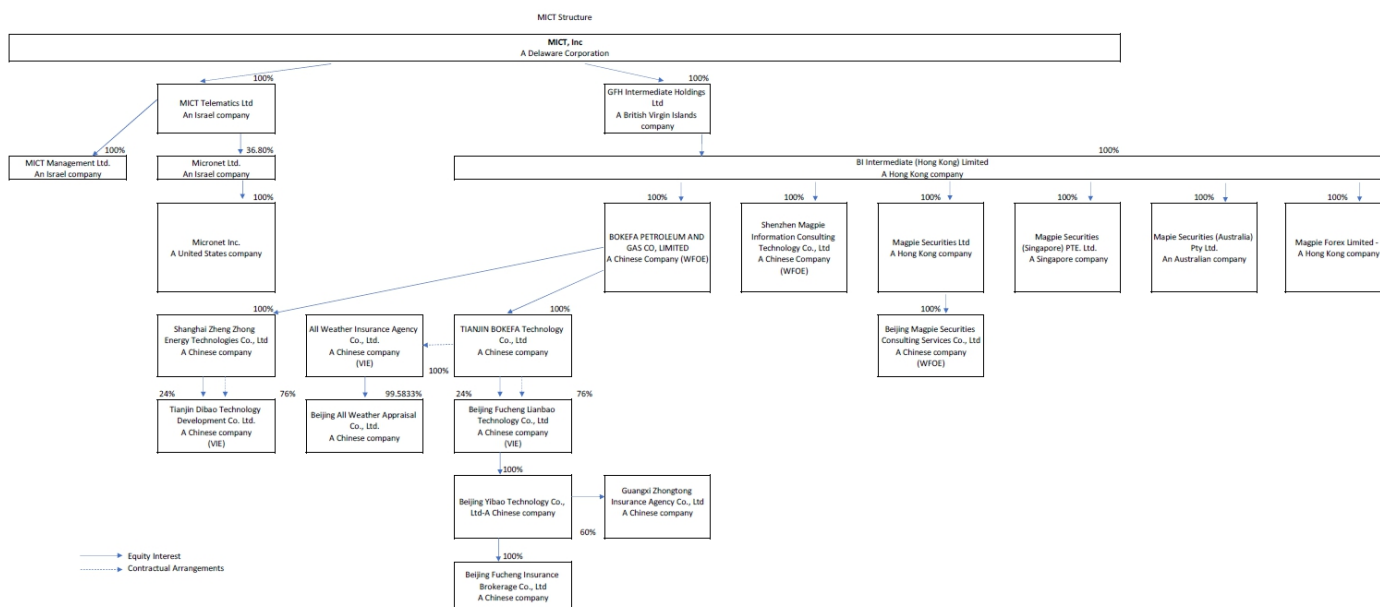 MICT Structure
MICT, Inc
A Delaware Corporation
100%
100%
MICT Telematics Ltd
An Israel company
GFH Intermediate Holdings
Ltd
A British Virgin Islands
company
100%
36.80%
100%
MICT Management Ltd.
An Israel company
Micronet Ltd.
An Israel company
BI Intermediate (Hong Kong) Limited
A Hong Kong company
100%
100%
100%
100%
100%
100%
100%
Micronet Inc.
A United States company
BOKEFA PETROLEUM AND
GAS CO, LIMITED
A Chinese Company (WFOE)
Shenzhen Magpie
Information Consulting
Technology Co., Ltd
A Chinese Company
(WFOE)
Magpie Securities Ltd
A Hong Kong company
Magpie Securities
(Singapore) PTE. Ltd.
A Singapore company
Mapie Securities (Australia)
Pty Ltd.
An Australian company
Magpie Forex Limited -
A Hong Kong company
100%
100%
100%
Shanghai Zheng Zhong
Energy Technologies Co., Ltd
A Chinese company
All Weather Insurance Agency
Co., Ltd.
A Chinese company
(VIE)
100%
TIANJIN BOKEFA Technology
Co., Ltd
A Chinese company
Beijing Magpie Securities
Consulting Services Co., Ltd
A Chinese company
(WFOE)
24%
76%
99.5833%
24%
76%
Tianjin Dibao Technology
Development Co. Ltd.
A Chinese company
(VIE)
Beijing All Weather Appraisal
Co., Ltd.
A Chinese company
Beijing Fucheng Lianbao
Technology Co., Ltd
A Chinese company
(VIE)
100%
Beijing Yibao Technology Co.,
Ltd-A Chinese company
60%
Guangxi Zhongtong
Insurance Agency Co., Ltd
A Chinese company
Equity Interest
Contractual Arrangements
100%
Beijing Fucheng Insurance
Brokerage Co., Ltd
A Chinese company